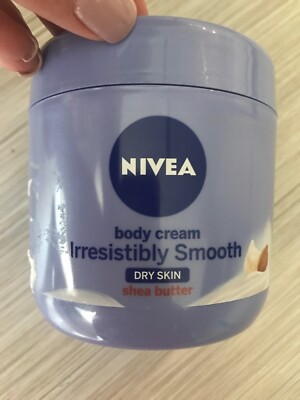 NIVEA
body cream
Irresistibly Smooth
DRY SKIN
shea butter